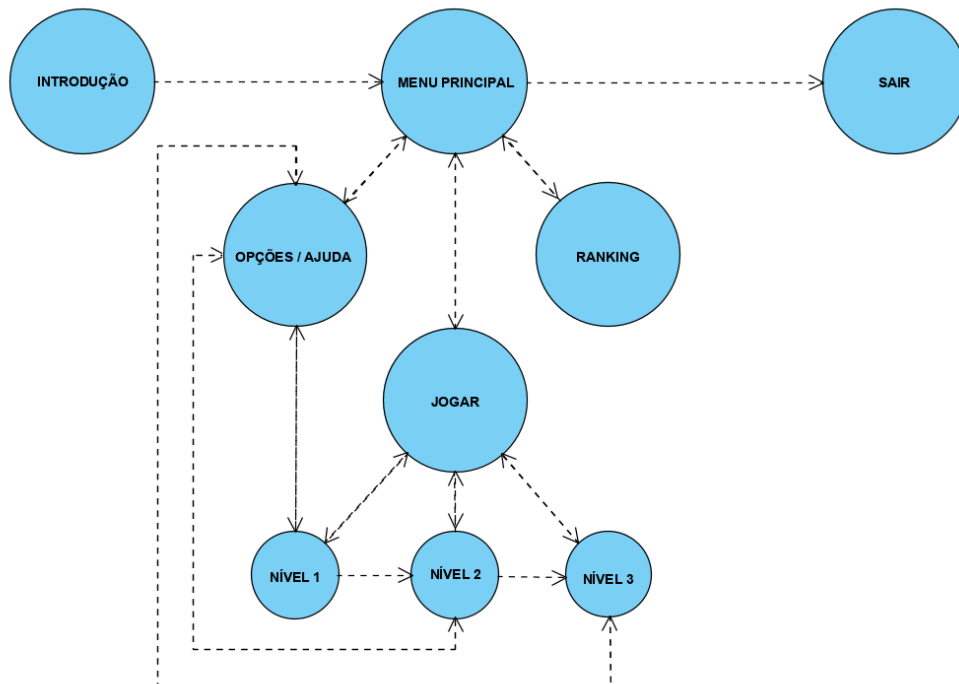 INTRODUÇÃO
MENU PRINCIPAL
SAIR
OPÇÕES / AJUDA
RANKING
JOGAR
NÍVEL 1
NÍVEL 2
NÍVEL 3